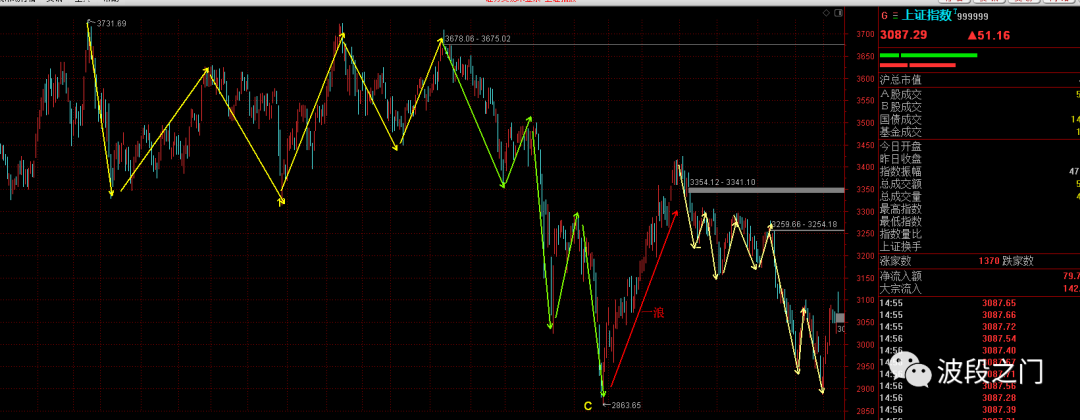 3731.69
3678.06 - 3675.02
3354.12 - 3341.10
3259.66 - 3254.18
浪
C
2863.65
3700
3650
3600
3550
3500
3450
3400
3350
3300
3250
3200
3150
3100
3050
3000
2950
2900
2850
G 上证指数 999999
3087.29 ▲51.16
沪总市值
A股成交
B股成交
国债成交
基金成交
今日开盘
昨日收盘
指数振幅
总成交额
总成交量
最高指数
最低指数
指数量比
上证换手
涨家数 1370 跌家数
净流入额
大宗流入
14:55 3087.65
14:55 3087.66
14:55 3087.72
14:56 3087.54
14:56 3087.40
14:56
14:56
14:56 3087.56
14:56 3087.28
14:56 3087.39
波段之门